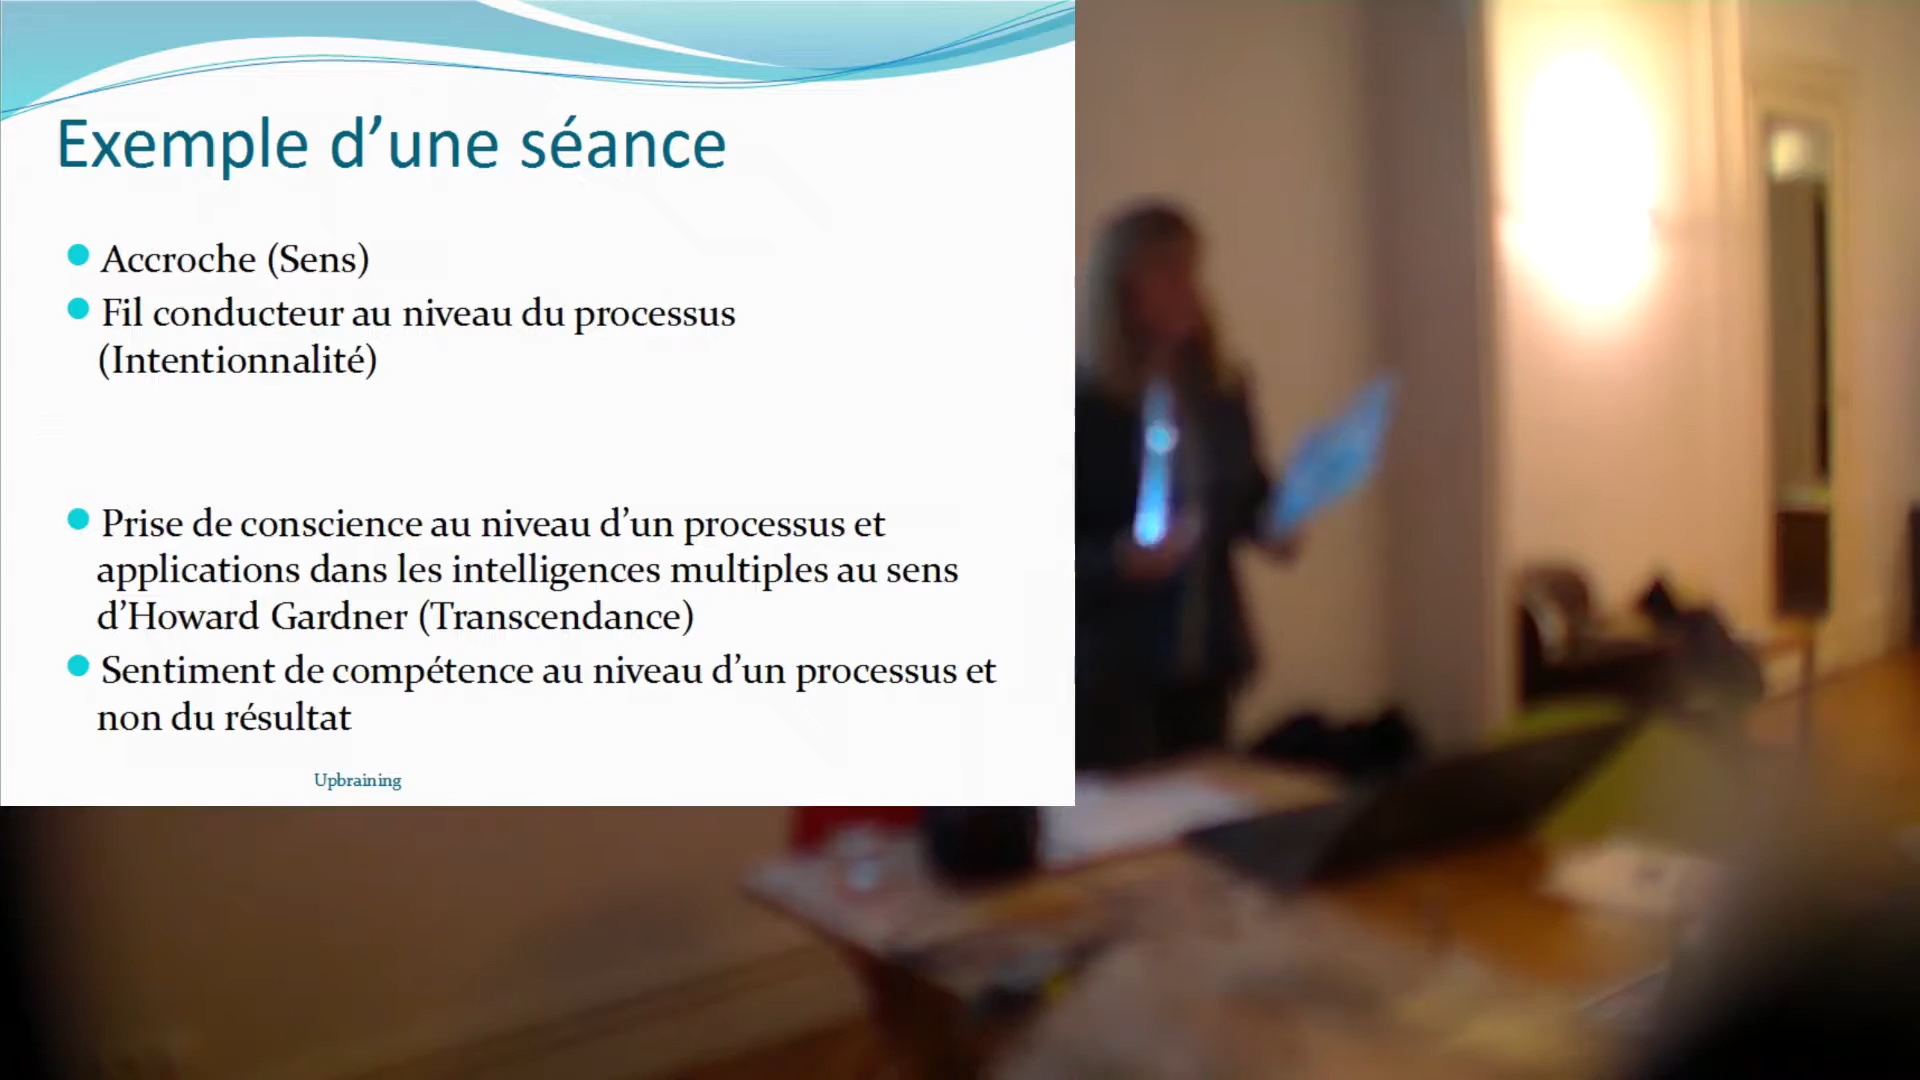 Exemple d’une séance
Accroche (Sens)
Fil conducteur au niveau du processus
(Intentionnalité)
Prise de conscience au niveau d’un processus et
applications dans les intelligences multiples au sens
d’Howard Gardner (Transcendance)
Sentiment de compétence au niveau d’un processus et
non du résultat
Upbraining